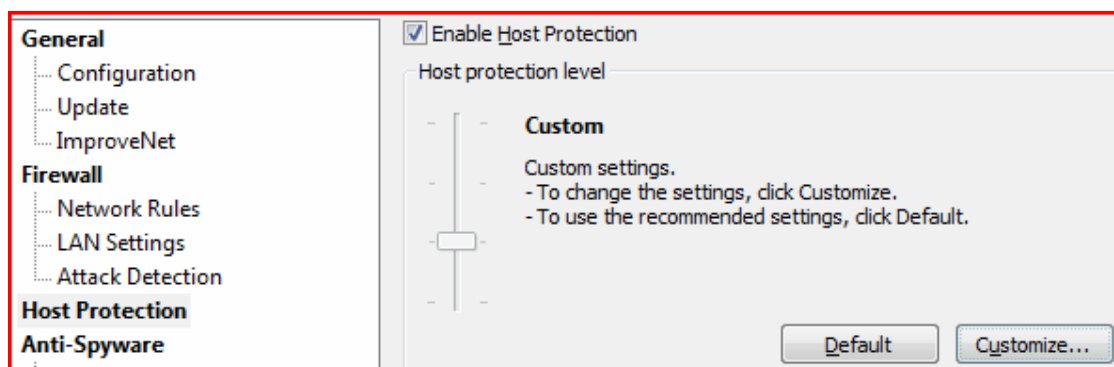 General
Configuration
Update
ImproveNet
Firewall
Network Rules
LAN Settings
Attack Detection
Host Protection
Anti-Spyware
Enable Host Protection
Host protection level
Custom
Custom settings.
- To change the settings, click Customize.
- To use the recommended settings, click Default.
Default
Customize...